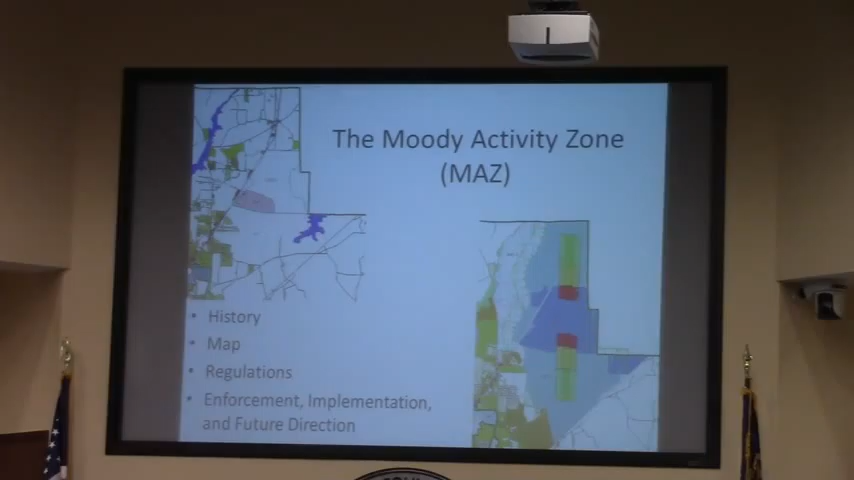 The Moody Activity Zone
(MAZ)
• History
• Map
• Regulations
• Enforcement, Implementation,
and Future Direction